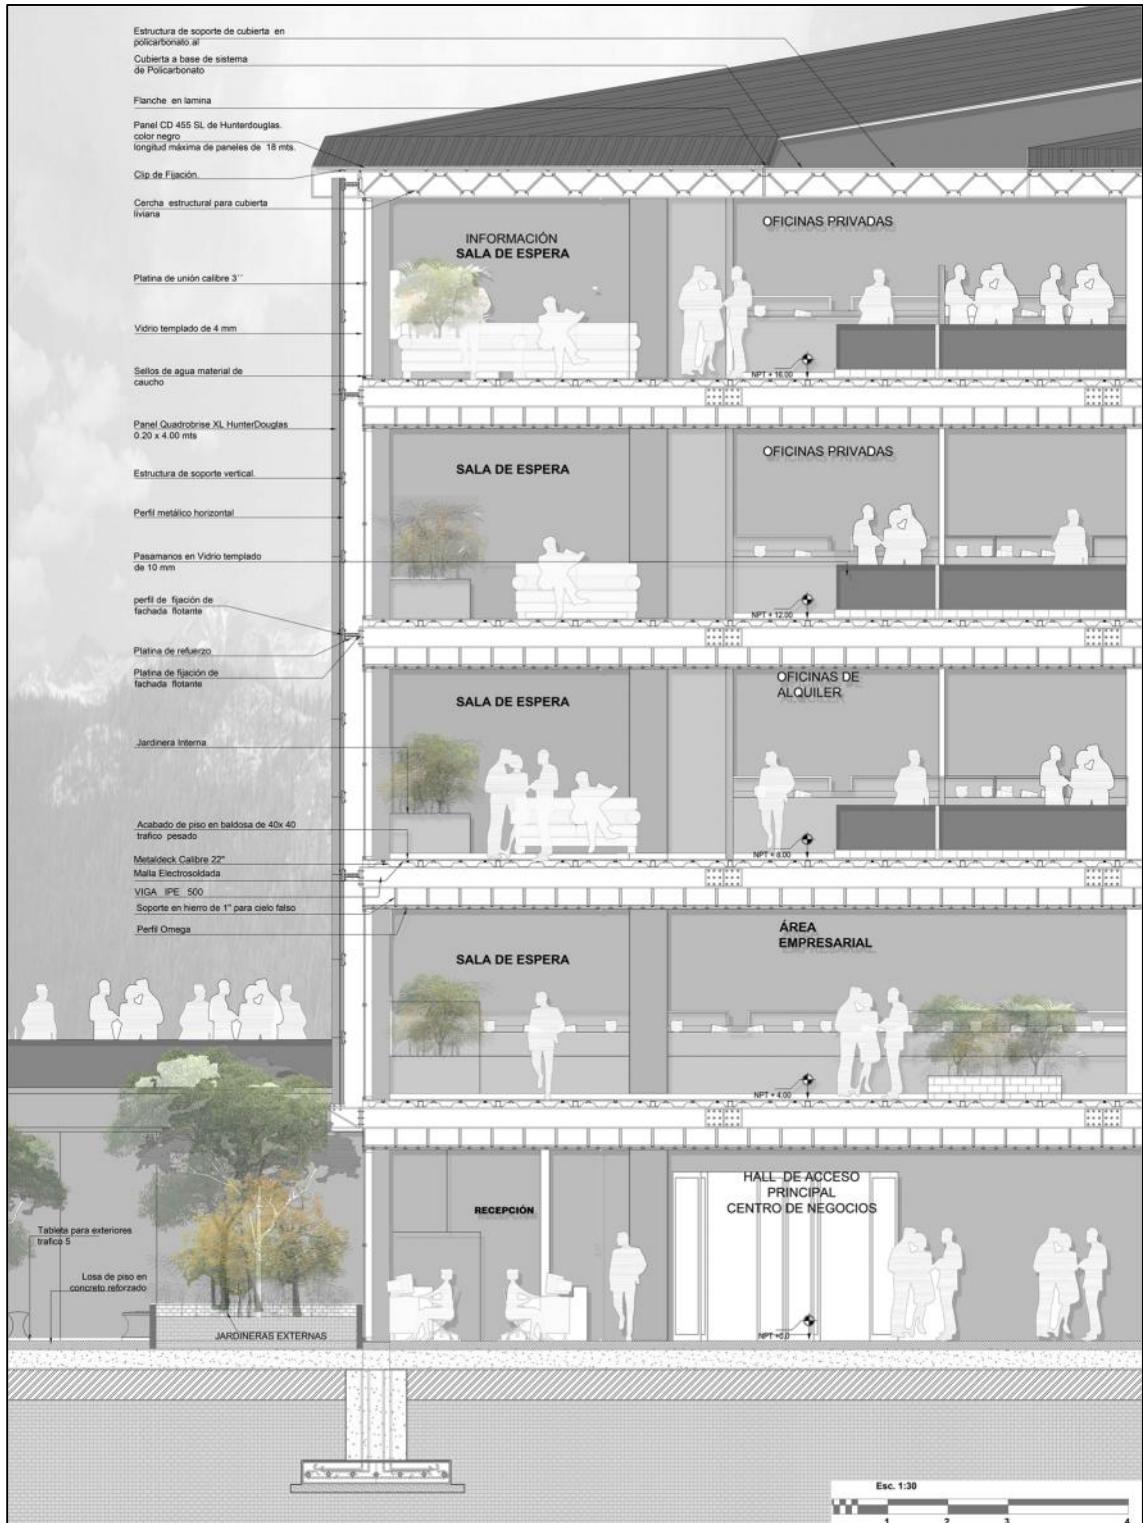 Estructura de soporte de cubierta en
policarbonato.al
Cubierta a base de sistema
de Policarbonato
Flanche en lamina
Panel CD 455 SL de Hunterdouglas.
color negro
longitud máxima de paneles de 18 mts.
Clip de Fijación.
Cercha estructural para cubierta
liviana
Platina de unión calibre 3´´
Vidrio templado de 4 mm
Sellos de agua material de
caucho
Panel Quadrobrise XL HunterDouglas
0.20 x 4.00 mts
Estructura de soporte vertical.
Perfil metálico horizontal
Pasamanos en Vidrio templado
de 10 mm
perfil de fijación de
fachada flotante
Platina de refuerzo
Platina de fijación de
fachada flotante
Jardinera Interna
Acabado de piso en baldosa de 40x 40
trafico pesado
Metaldeck Calibre 22"
Malla Electrosoldada
VIGA IPE 500
Soporte en hierro de 1" para cielo falso
Perfil Omega
Tableta para exteriores
trafico 5
Losa de piso en
concreto reforzado
JARDINERAS EXTERNAS
INFORMACIÓN
SALA DE ESPERA
OFICINAS PRIVADAS
NPT + 16.00
SALA DE ESPERA
OFICINAS PRIVADAS
NPT + 12.00
SALA DE ESPERA
OFICINAS DE
ALQUILER
NPT + 8.00
SALA DE ESPERA
ÁREA
EMPRESARIAL
NPT + 4.00
RECEPCIÓN
HALL DE ACCESO
PRINCIPAL
CENTRO DE NEGOCIOS
NPT +0.0
Esc. 1:30
1 2 3 4